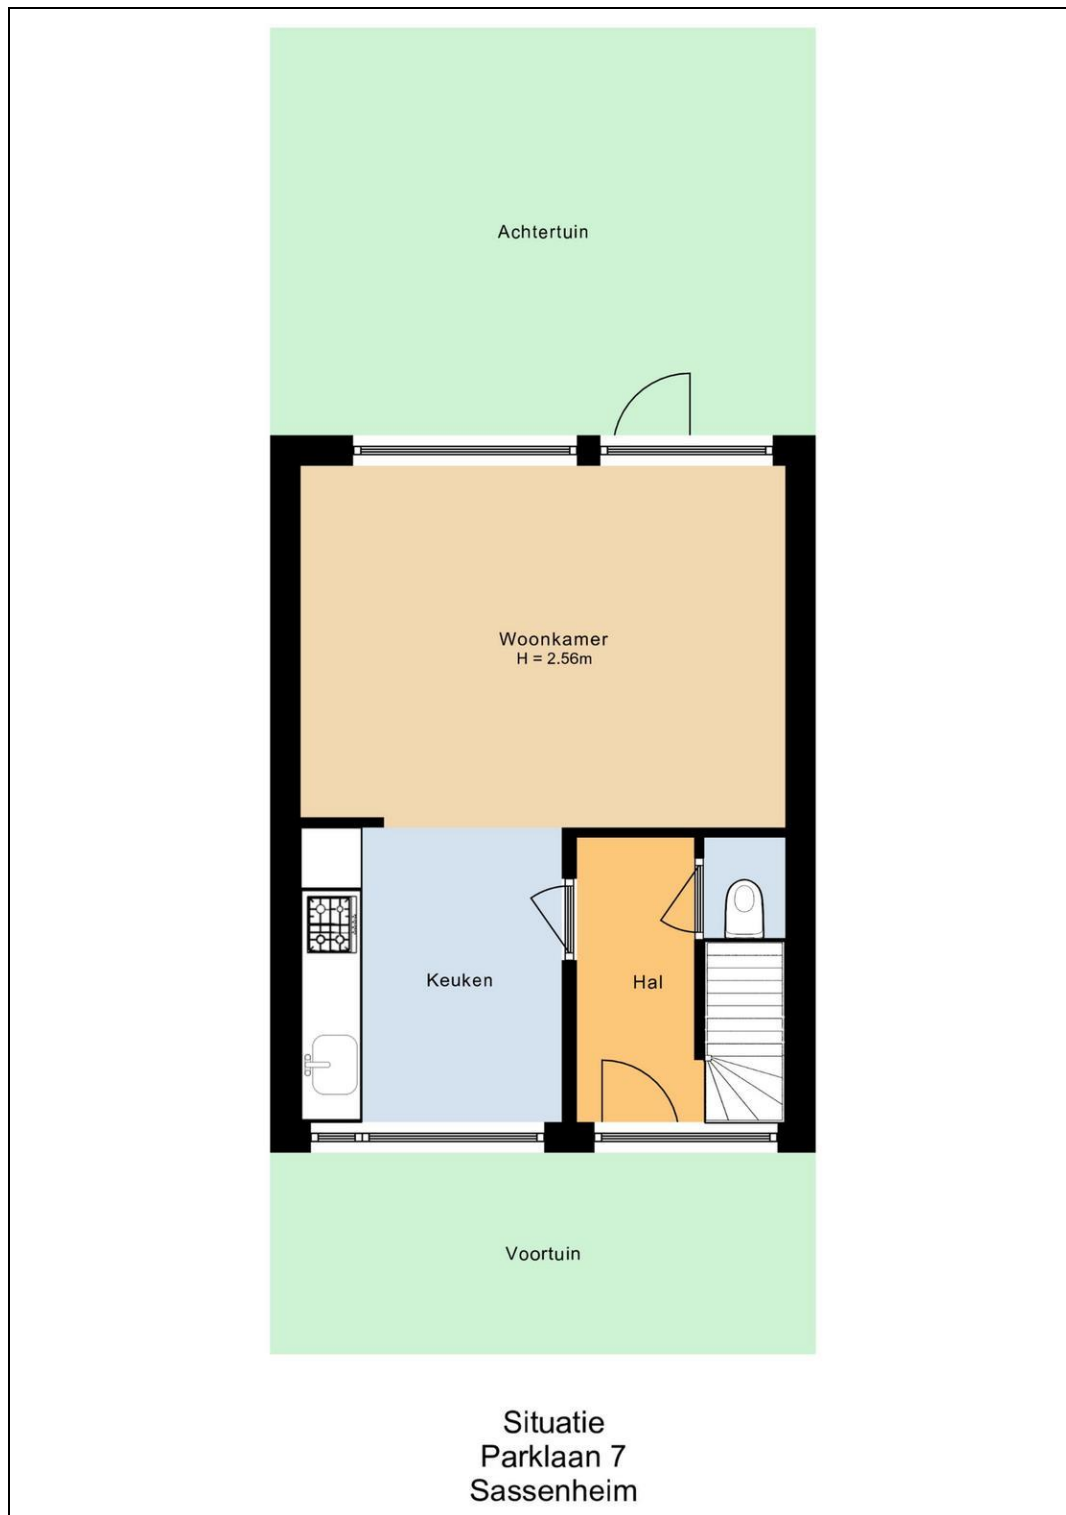 Achtertuin
Woonkamer
H = 2.56m
Keuken
Hal
Voortuin
Situatie
Parklaan 7
Sassenheim